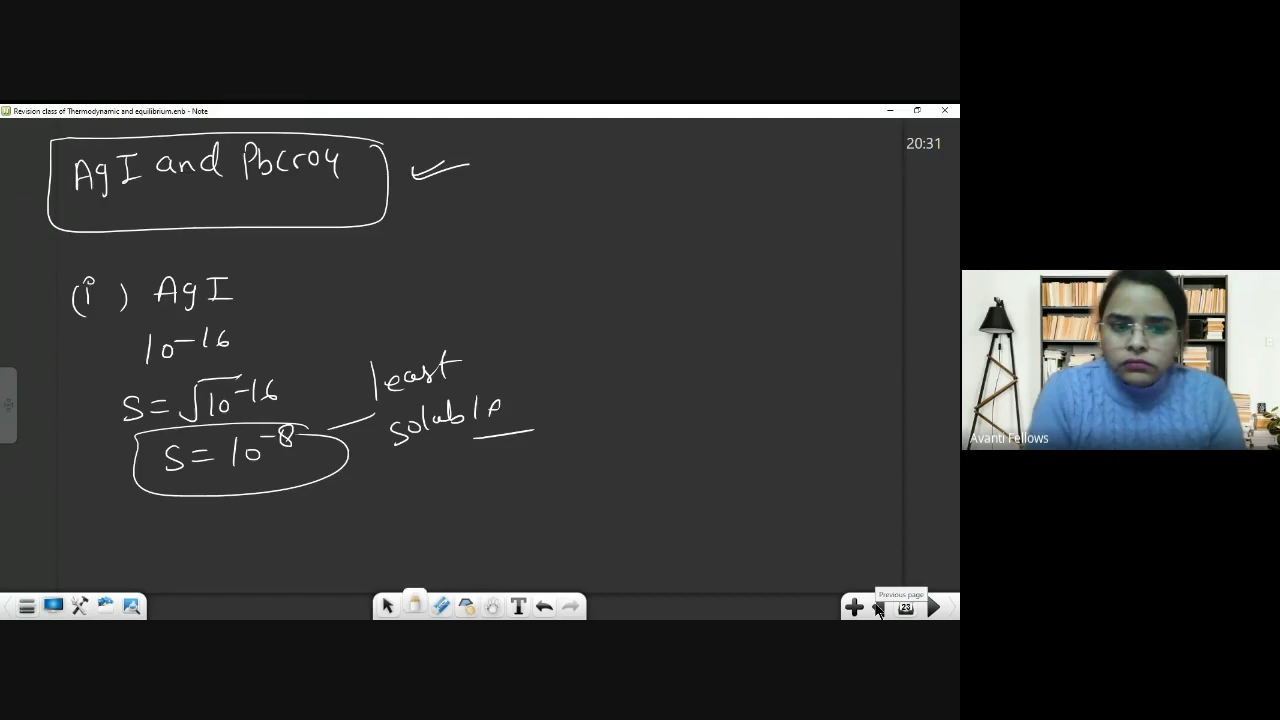 Revision class of Thermodynamic and equilibrium.enb - Note
20:31
AgI and Pbcro4
(i) AgI
10-16
S = √10-16
S = 10-8
least
solable
Avanti Fellows
Previous page
T
23